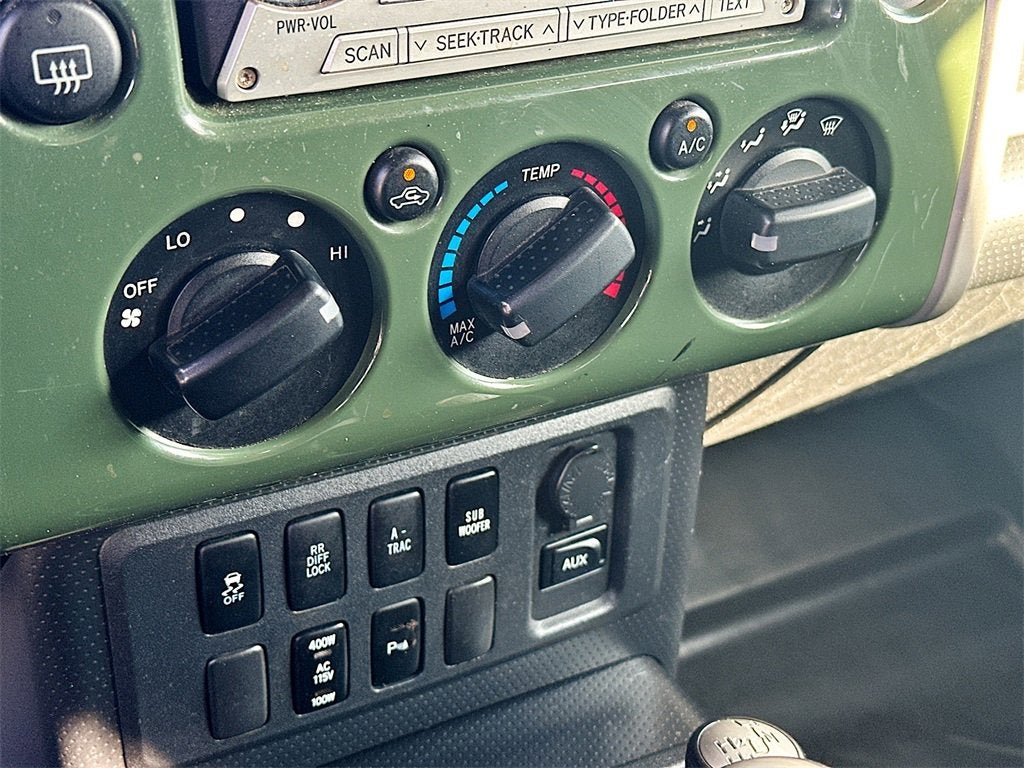 PWR·VOL
SCAN
∨ SEEK·TRACK ∧
∨ TYPE·FOLDER ∧
TEXT
A/C
TEMP
MAX
A/C
LO
HI
OFF
SUB
WOOFER
A-
TRAC
RR
DIFF
LOCK
OFF
AUX
400W
AC
115V
100W
P